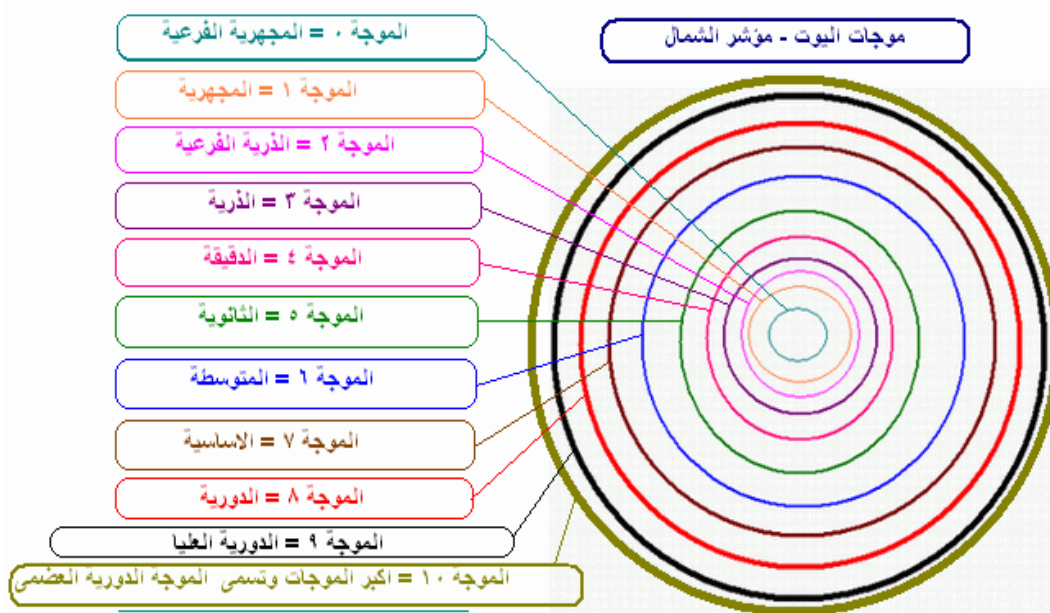 موجات اليوت - مؤشر الشمال
الموجة ٠ = المجهرية الفرعية
الموجة ١ = المجهرية
الموجة ٢ = الذرية الفرعية
الموجة ٣ = الذرية
الموجة ٤ = الدقيقة
الموجة ٥ = الثانوية
الموجة ٦ = المتوسطة
الموجة ٧ = الاساسية
الموجة ٨ = الدورية
الموجة ٩ = الدورية العليا
الموجة ١٠ = اكبر الموجات وتسمى الموجة الدورية العضمى